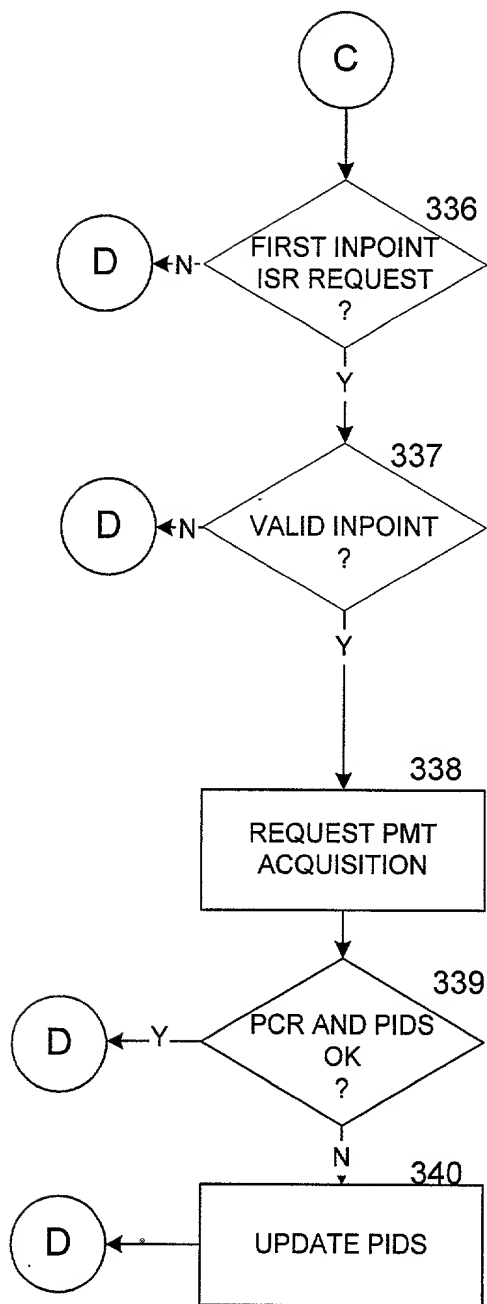 C
336
FIRST INPOINT
ISR REQUEST
?
D
N
Y
337
VALID INPOINT
?
D
N
Y
338
REQUEST PMT
ACQUISITION
339
PCR AND PIDS
OK
?
D
Y
N
340
UPDATE PIDS
D